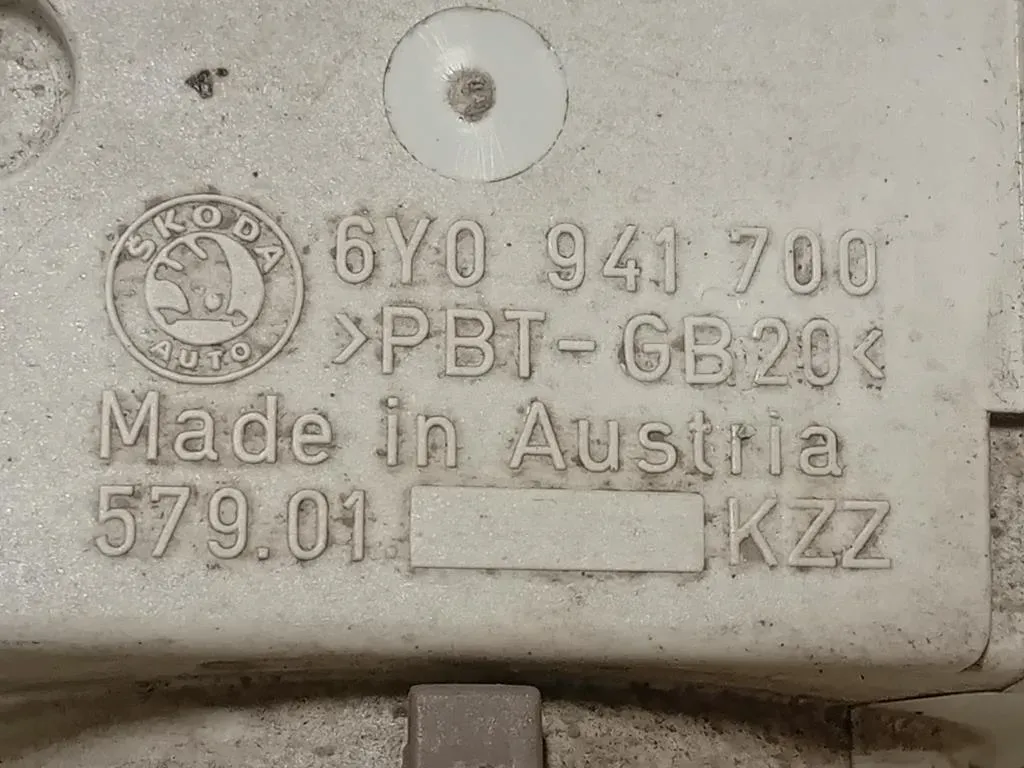 ŠKODA
AUTO
6Y0 941 700
>PBT-GB20<
Made in Austria
579.01 KZZ